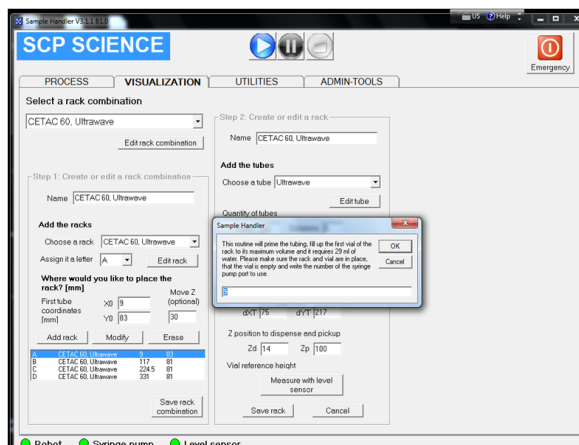 Sample Handler V3.1.1 B1.0
US Help
SCP SCIENCE
Emergency
PROCESS VISUALIZATION UTILITIES ADMIN-TOOLS
Select a rack combination
CETAC 60, Ultrawave
Edit rack combination
Step 1: Create or edit a rack combination
Name CETAC 60, Ultrawave
Add the racks
Choose a rack CETAC 60, Ultrawave
Assign it a letter A Edit rack
Where would you like to place the
rack? [mm]
Move Z
(optional)
First tube
coordinates
[mm]
X0 9
Y0 83
30
Add rack Modify Erase
A CETAC 60, Ultrawave 9 83
B CETAC 60, Ultrawave 117 81
C CETAC 60, Ultrawave 224.5 81
D CETAC 60, Ultrawave 331 81
Save rack
combination
Step 2: Create or edit a rack
Name CETAC 60, Ultrawave
Add the tubes
Choose a tube Ultrawave
Edit tube
Quantity of tubes
Sample Handler
This routine will prime the tubing, fill up the first vial of the
rack to its maximum volume and it requires 29 ml of
water. Please make sure the rack and vial are in place,
that the vial is empty and write the number of the syringe
pump port to use.
OK
Cancel
dXT 75 dYT 217
Z position to dispense and pickup
Zd 14 Zp 100
Vial reference height
Measure with level
sensor
Save rack Cancel
Robot Syringe pump Level sensor